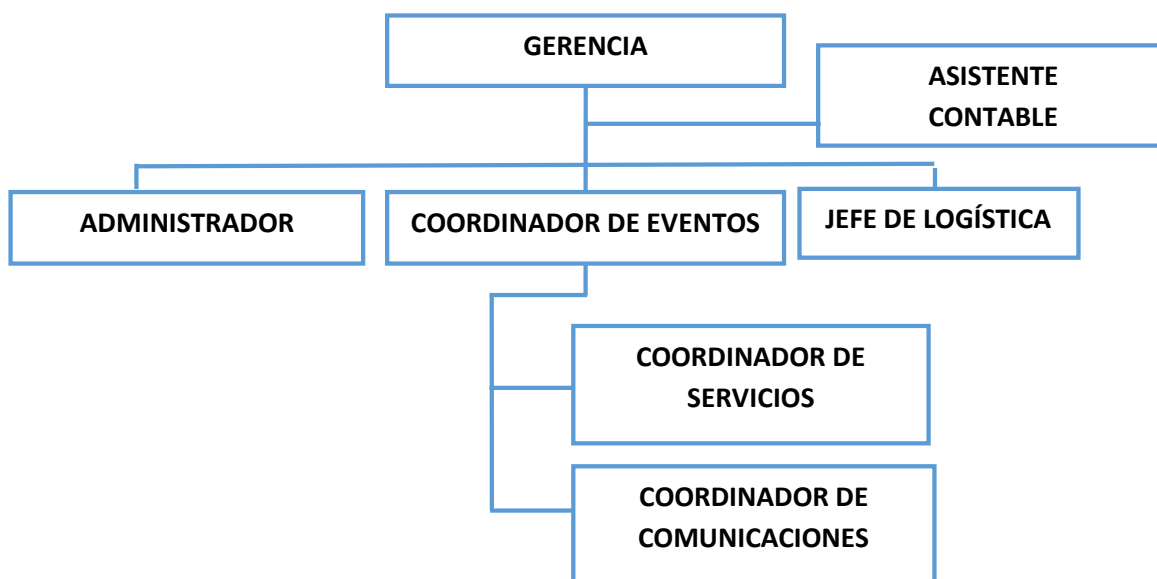 GERENCIA
ASISTENTE
CONTABLE
ADMINISTRADOR
COORDINADOR DE EVENTOS
JEFE DE LOGÍSTICA
COORDINADOR DE
SERVICIOS
COORDINADOR DE
COMUNICACIONES